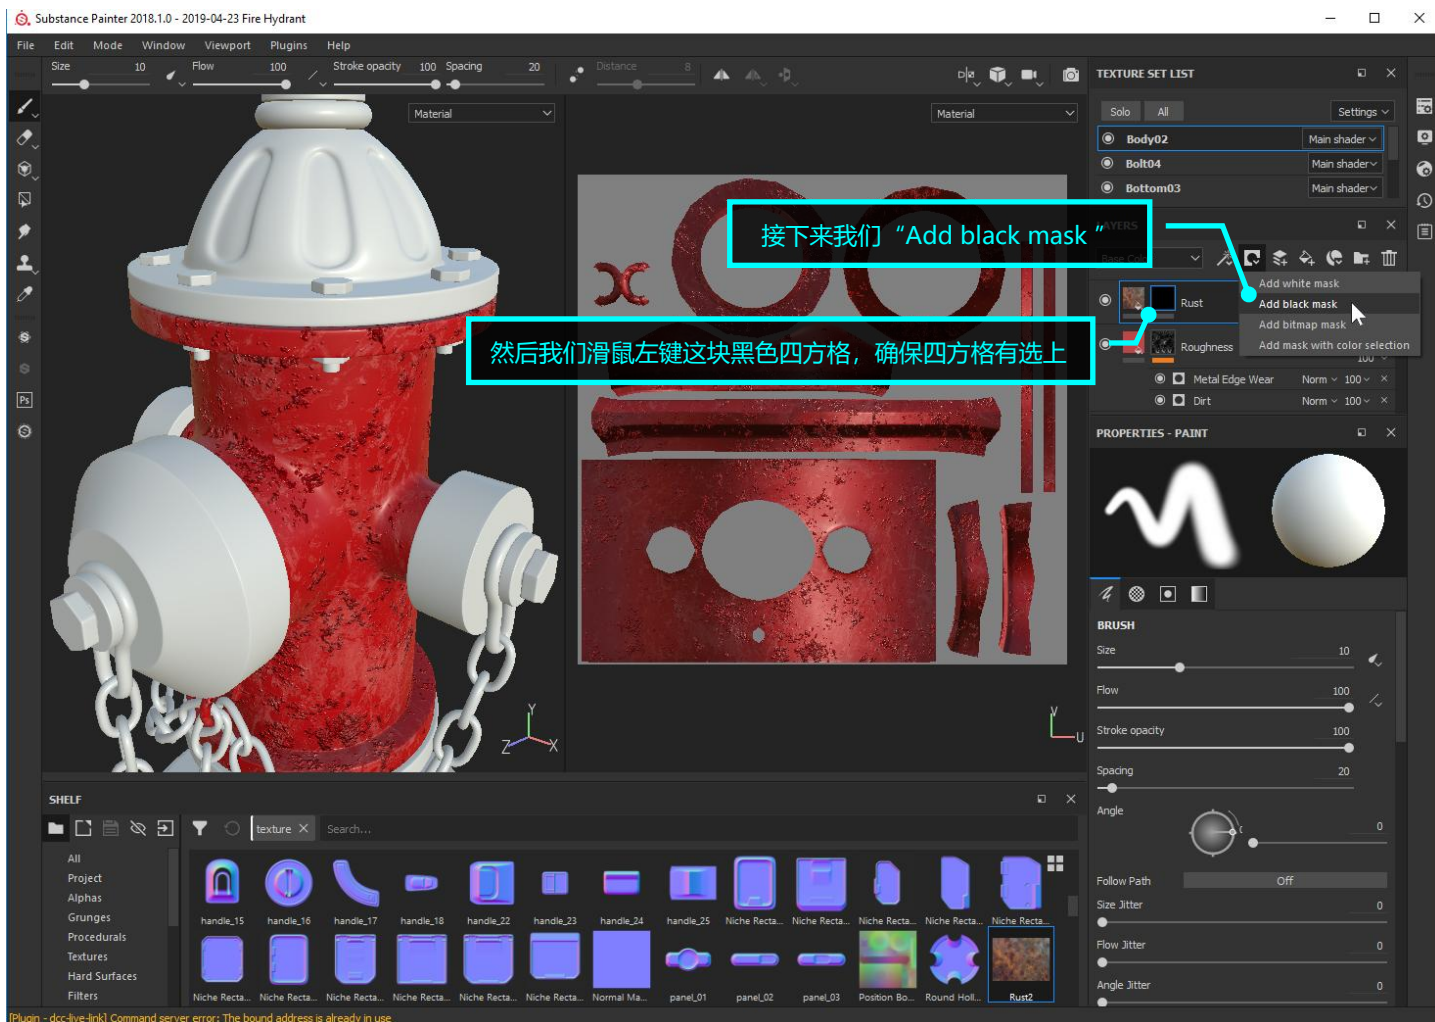 Substance Painter 2018.1.0 - 2019-04-23 Fire Hydrant
File Edit Mode Window Viewport Plugins Help
Size 10 Flow 100 Stroke opacity 100 Spacing 20 Distance 8
Material
Material
TEXTURE SET LIST
Solo All Settings
Body02 Main shader
Bolt04 Main shader
Bottom03 Main shader
LAYERS
接下来我们“Add black mask ”
Base Color
Add white mask
Add black mask
Add bitmap mask
Add mask with color selection
Rust
然后我们滑鼠左键这块黑色四方格，确保四方格有选上
Roughness
100
Metal Edge Wear Norm 100
Dirt Norm 100
PROPERTIES - PAINT
BRUSH
Size 10
Flow 100
Stroke opacity 100
Spacing 20
Angle 0
Follow Path Off
Size Jitter 0
Flow Jitter 0
Angle Jitter 0
Ps
Y
Z X
V
U
SHELF
texture Search...
All
Project
Alphas
Grunges
Procedurals
Textures
Hard Surfaces
Filters
handle_15 handle_16 handle_17 handle_18 handle_22 handle_23 handle_24 handle_25 Niche Recta... Niche Recta... Niche Recta... Niche Recta... Niche Recta...
Niche Recta... Niche Recta... Niche Recta... Niche Recta... Niche Recta... Niche Recta... Normal Ma... panel_01 panel_02 panel_03 Position Bo... Round Holl... Rust2
[Plugin - dcc-live-link] Command server error: The bound address is already in use